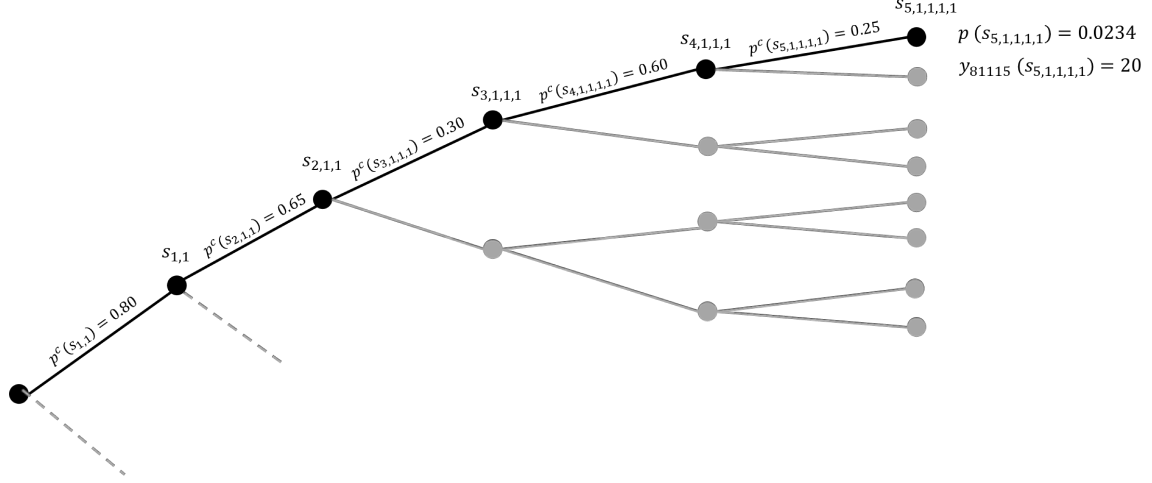 s₅,₁,₁,₁,₁
p (s₅,₁,₁,₁,₁) = 0.0234
y₈₁₁₁₅ (s₅,₁,₁,₁,₁) = 20
pᶜ(s₅,₁,₁,₁,₁) = 0.25
s₄,₁,₁,₁
pᶜ(s₄,₁,₁,₁,₁) = 0.60
s₃,₁,₁,₁
pᶜ(s₃,₁,₁,₁) = 0.30
s₂,₁,₁
pᶜ(s₂,₁,₁) = 0.65
s₁,₁
pᶜ(s₁,₁) = 0.80